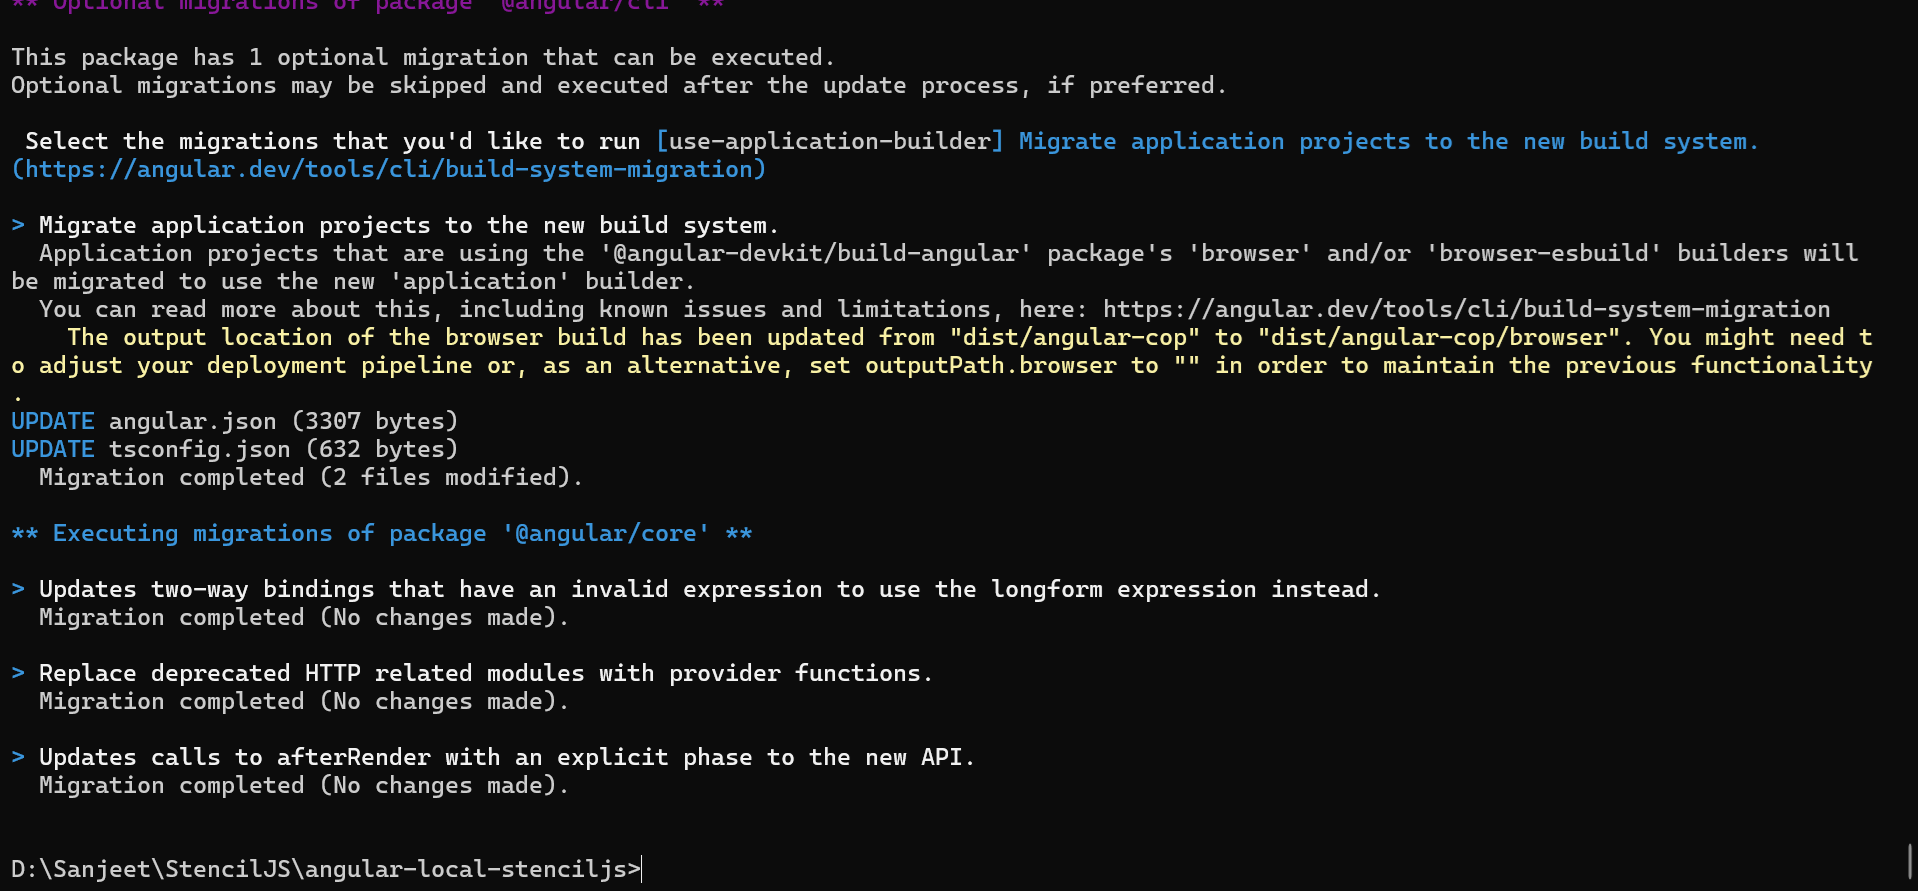 ** Optional migrations of package '@angular/cli' **
This package has 1 optional migration that can be executed.
Optional migrations may be skipped and executed after the update process, if preferred.
Select the migrations that you'd like to run [use-application-builder] Migrate application projects to the new build system.
(https://angular.dev/tools/cli/build-system-migration)
> Migrate application projects to the new build system.
Application projects that are using the '@angular-devkit/build-angular' package's 'browser' and/or 'browser-esbuild' builders will
be migrated to use the new 'application' builder.
You can read more about this, including known issues and limitations, here: https://angular.dev/tools/cli/build-system-migration
The output location of the browser build has been updated from "dist/angular-cop" to "dist/angular-cop/browser". You might need t
o adjust your deployment pipeline or, as an alternative, set outputPath.browser to "" in order to maintain the previous functionality
.
UPDATE angular.json (3307 bytes)
UPDATE tsconfig.json (632 bytes)
Migration completed (2 files modified).
** Executing migrations of package '@angular/core' **
> Updates two-way bindings that have an invalid expression to use the longform expression instead.
Migration completed (No changes made).
> Replace deprecated HTTP related modules with provider functions.
Migration completed (No changes made).
> Updates calls to afterRender with an explicit phase to the new API.
Migration completed (No changes made).
D:\Sanjeet\StencilJS\angular-local-stenciljs>